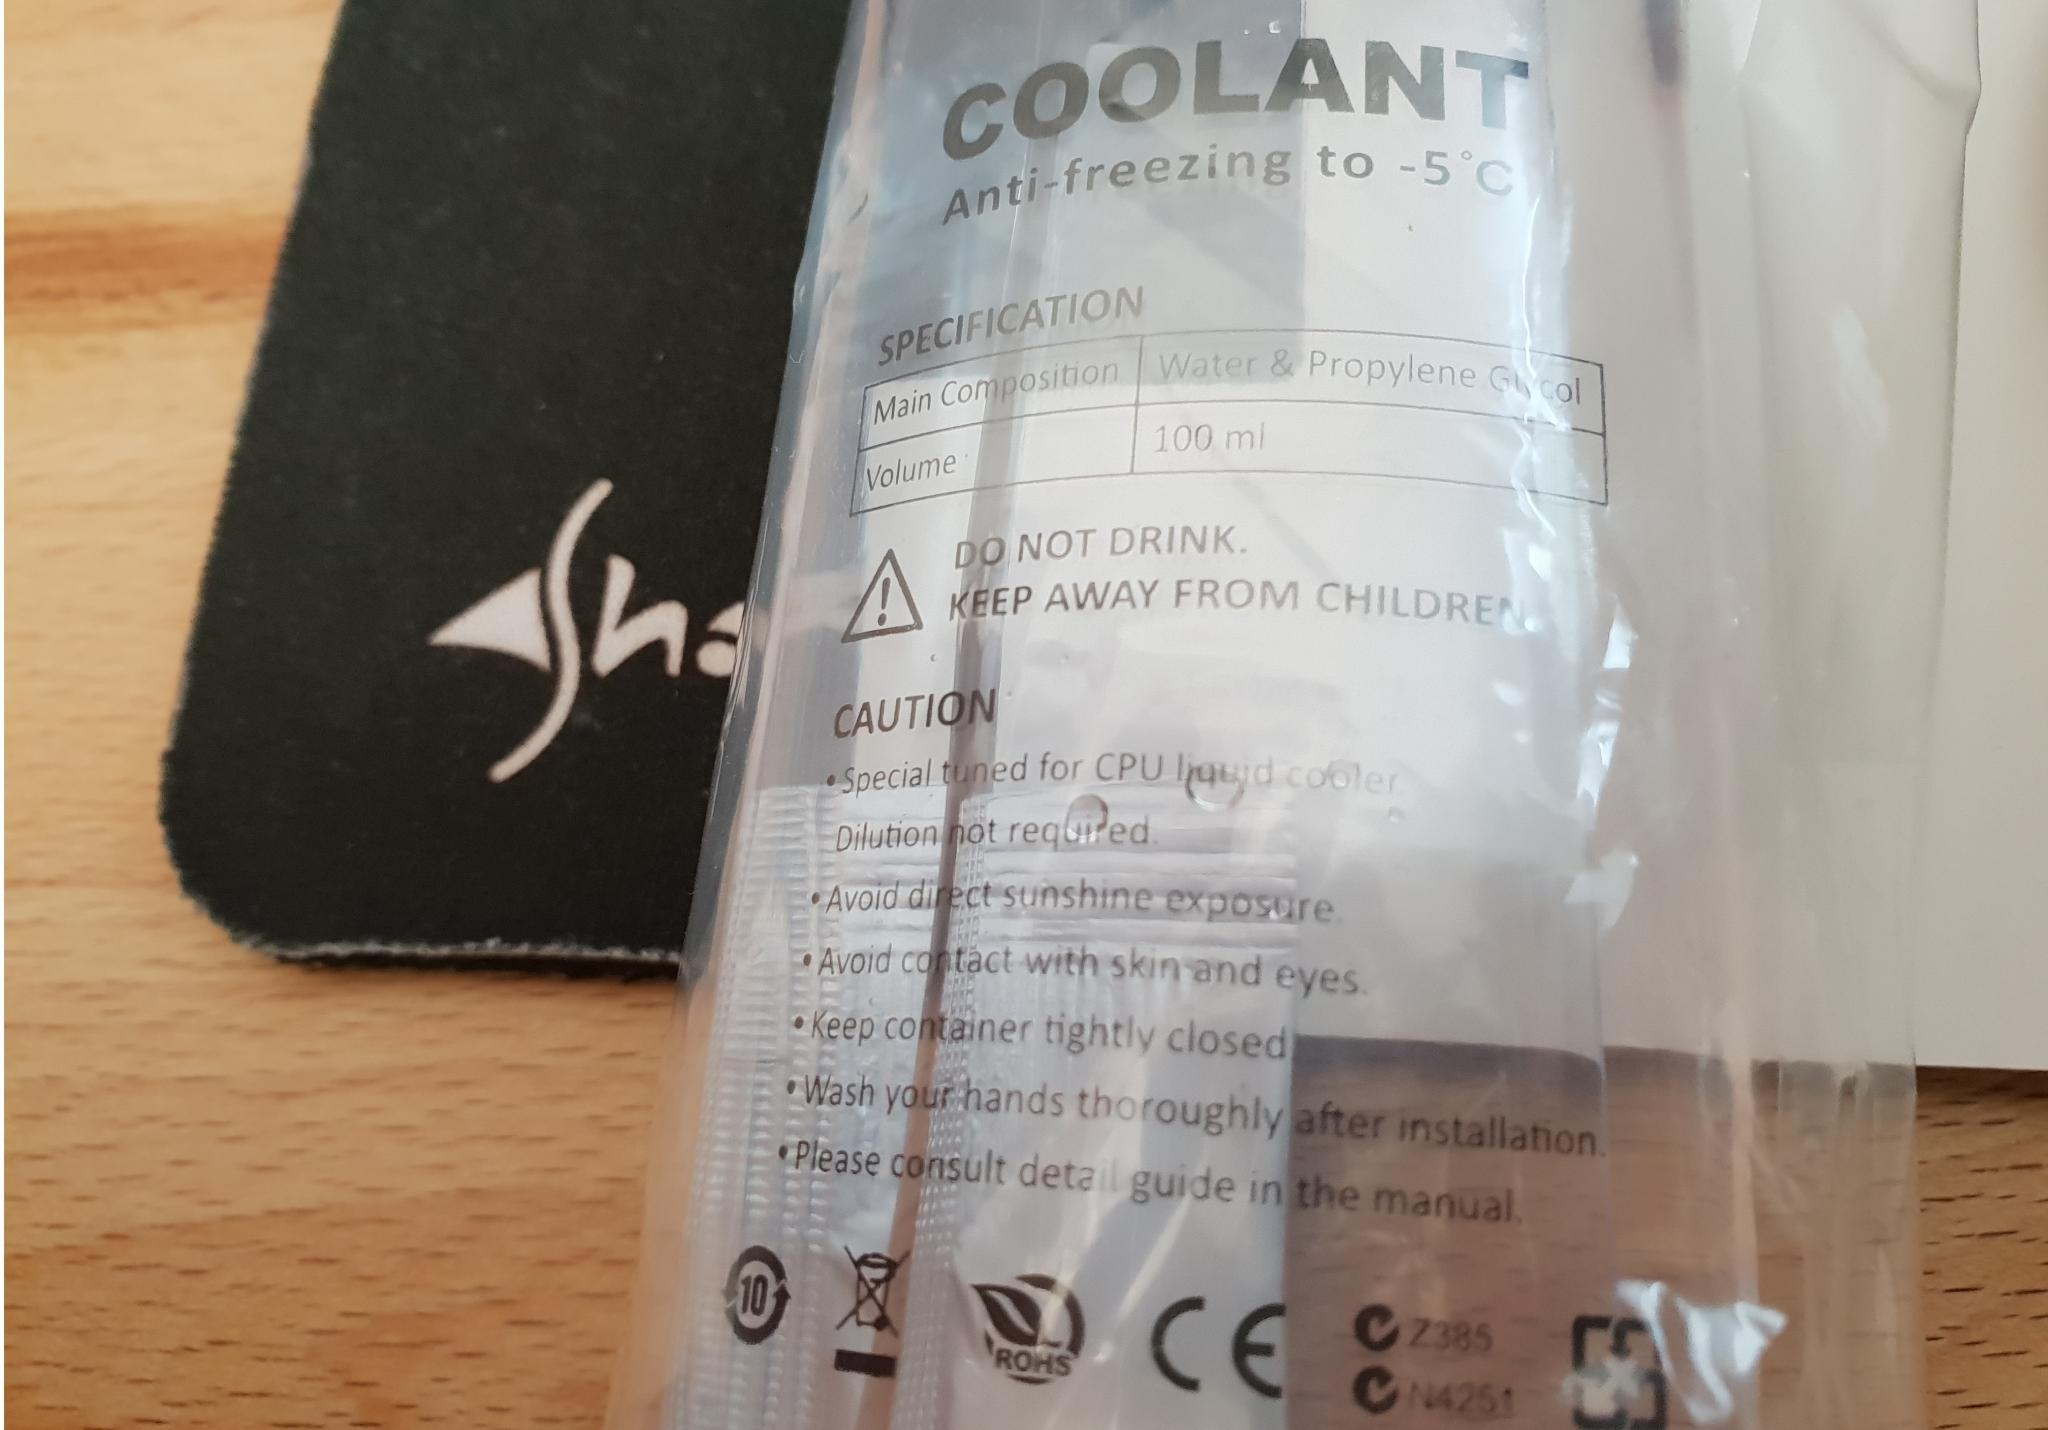 COOLANT
Anti-freezing to -5°C
SPECIFICATION
Main Composition Water & Propylene Glycol
Volume 100 ml
DO NOT DRINK.
KEEP AWAY FROM CHILDREN.
Sha
CAUTION
•Special tuned for CPU liquid cooler.
Dilution not required.
•Avoid direct sunshine exposure.
•Avoid contact with skin and eyes.
•Keep container tightly closed
•Wash your hands thoroughly after installation.
•Please consult detail guide in the manual.
10
ROHS
CE
Z385
N4251